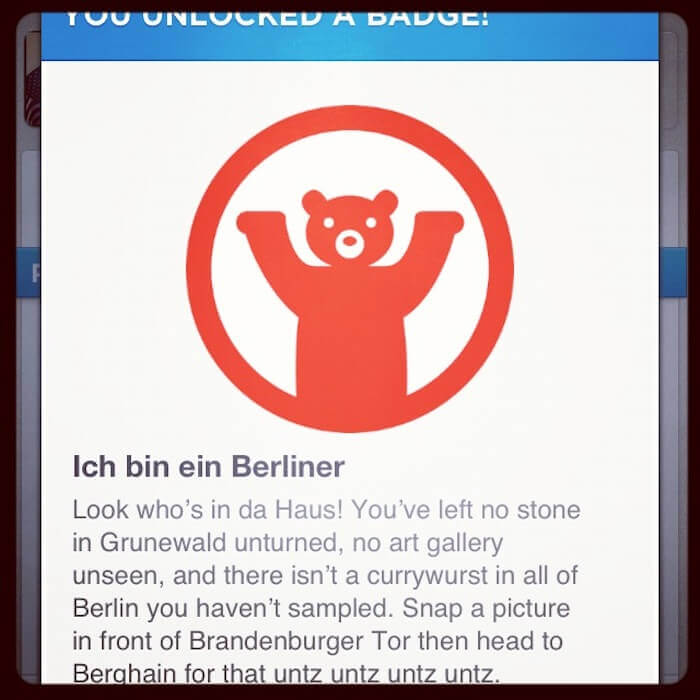 YOU UNLOCKED A BADGE!
Ich bin ein Berliner
Look who’s in da Haus! You’ve left no stone
in Grunewald unturned, no art gallery
unseen, and there isn’t a currywurst in all of
Berlin you haven’t sampled. Snap a picture
in front of Brandenburger Tor then head to
Berghain for that untz untz untz untz.